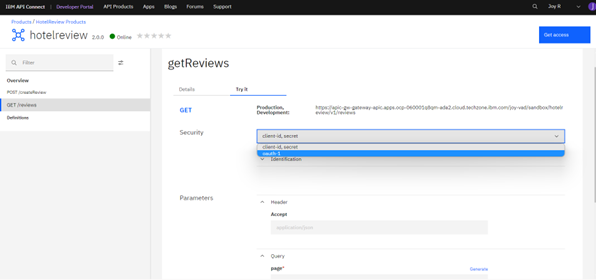 IBM API Connect Developer Portal API Products Apps Blogs Forums Support Joy R J
Products / HotelReview Products
hotelreview 2.0.0 Online Get access
Filter
Overview
POST /createReview
GET /reviews
Definitions
getReviews
Details Try it
GET Production, Development: https://apic-gw-gateway-apic.apps.ocp-060001q8qm-ada2.cloud.techzone.ibm.com/joy-vad/sandbox/hotelr
eview/v1/reviews
Security client-id, secret
client-id, secret
oauth-1
Identification
Parameters Header
Accept
application/json
Query
page* Generate